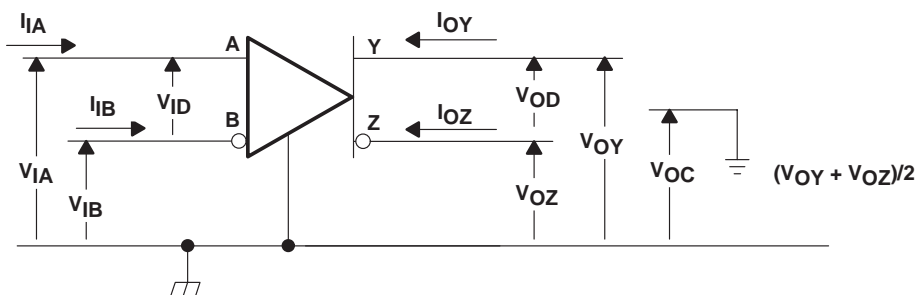 IIA
IOY
A
Y
IIB
VID
B
IOZ
Z
VOD
VOY
VIA
VIB
VOZ
VOC
(VOY + VOZ)/2